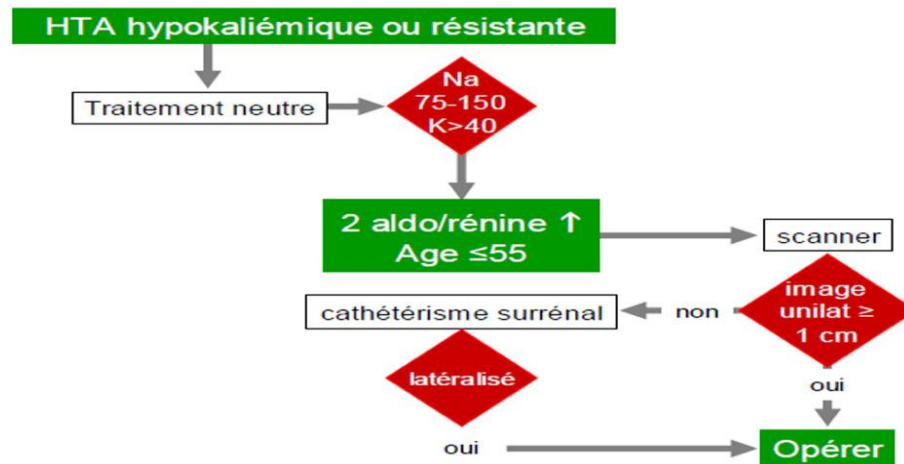 HTA hypokaliémique ou résistante
Traitement neutre
Na
75-150
K>40
2 aldo/rénine ↑
Age ≤55
scanner
image
unilat ≥
1 cm
non
cathétérisme surrénal
latéralisé
oui
oui
Opérer